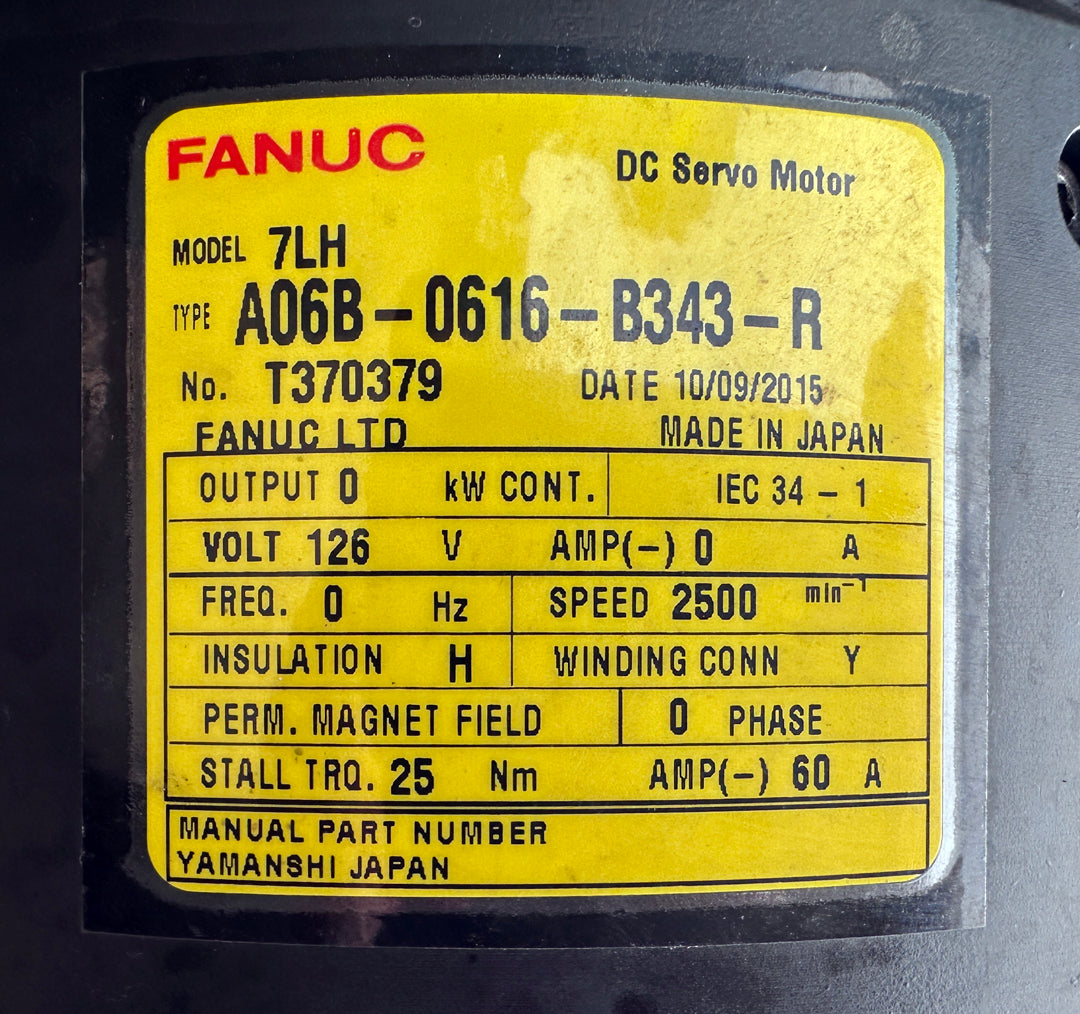 FANUC
DC Servo Motor
MODEL 7LH
TYPE A06B-0616-B343-R
No. T370379 DATE 10/09/2015
FANUC LTD MADE IN JAPAN
OUTPUT 0 kW CONT. IEC 34-1
VOLT 126 V AMP(-) 0 A
FREQ. 0 Hz SPEED 2500 min⁻¹
INSULATION H WINDING CONN Y
PERM. MAGNET FIELD 0 PHASE
STALL TRQ. 25 Nm AMP(-) 60 A
MANUAL PART NUMBER
YAMANSHI JAPAN